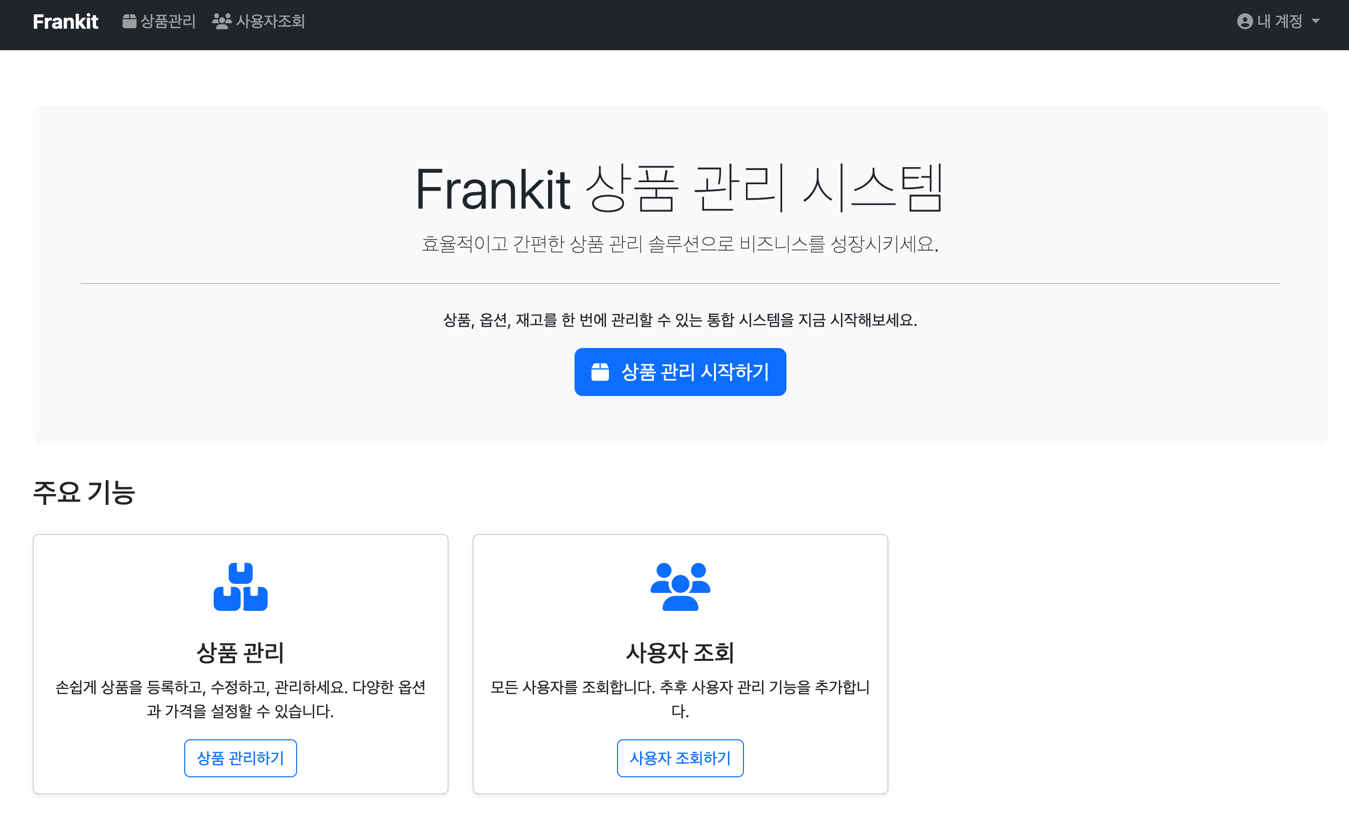 Frankit 상품관리 사용자조회 내 계정
Frankit 상품 관리 시스템
효율적이고 간편한 상품 관리 솔루션으로 비즈니스를 성장시키세요.
상품, 옵션, 재고를 한 번에 관리할 수 있는 통합 시스템을 지금 시작해보세요.
상품 관리 시작하기
주요 기능
상품 관리
손쉽게 상품을 등록하고, 수정하고, 관리하세요. 다양한 옵션
과 가격을 설정할 수 있습니다.
상품 관리하기
사용자 조회
모든 사용자를 조회합니다. 추후 사용자 관리 기능을 추가합니
다.
사용자 조회하기